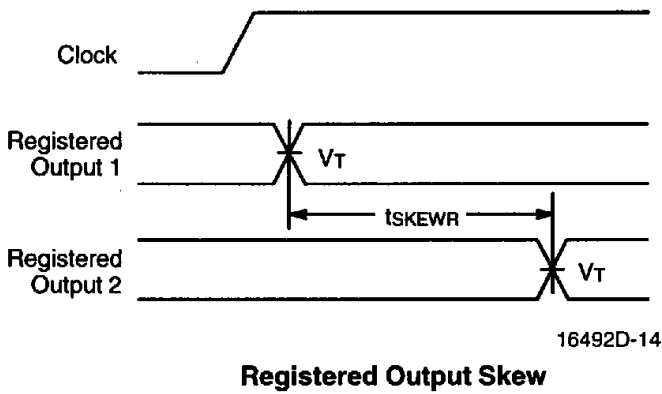 Clock
Registered
Output 1
VT
tSKEWR
Registered
Output 2
VT
16492D-14
Registered Output Skew